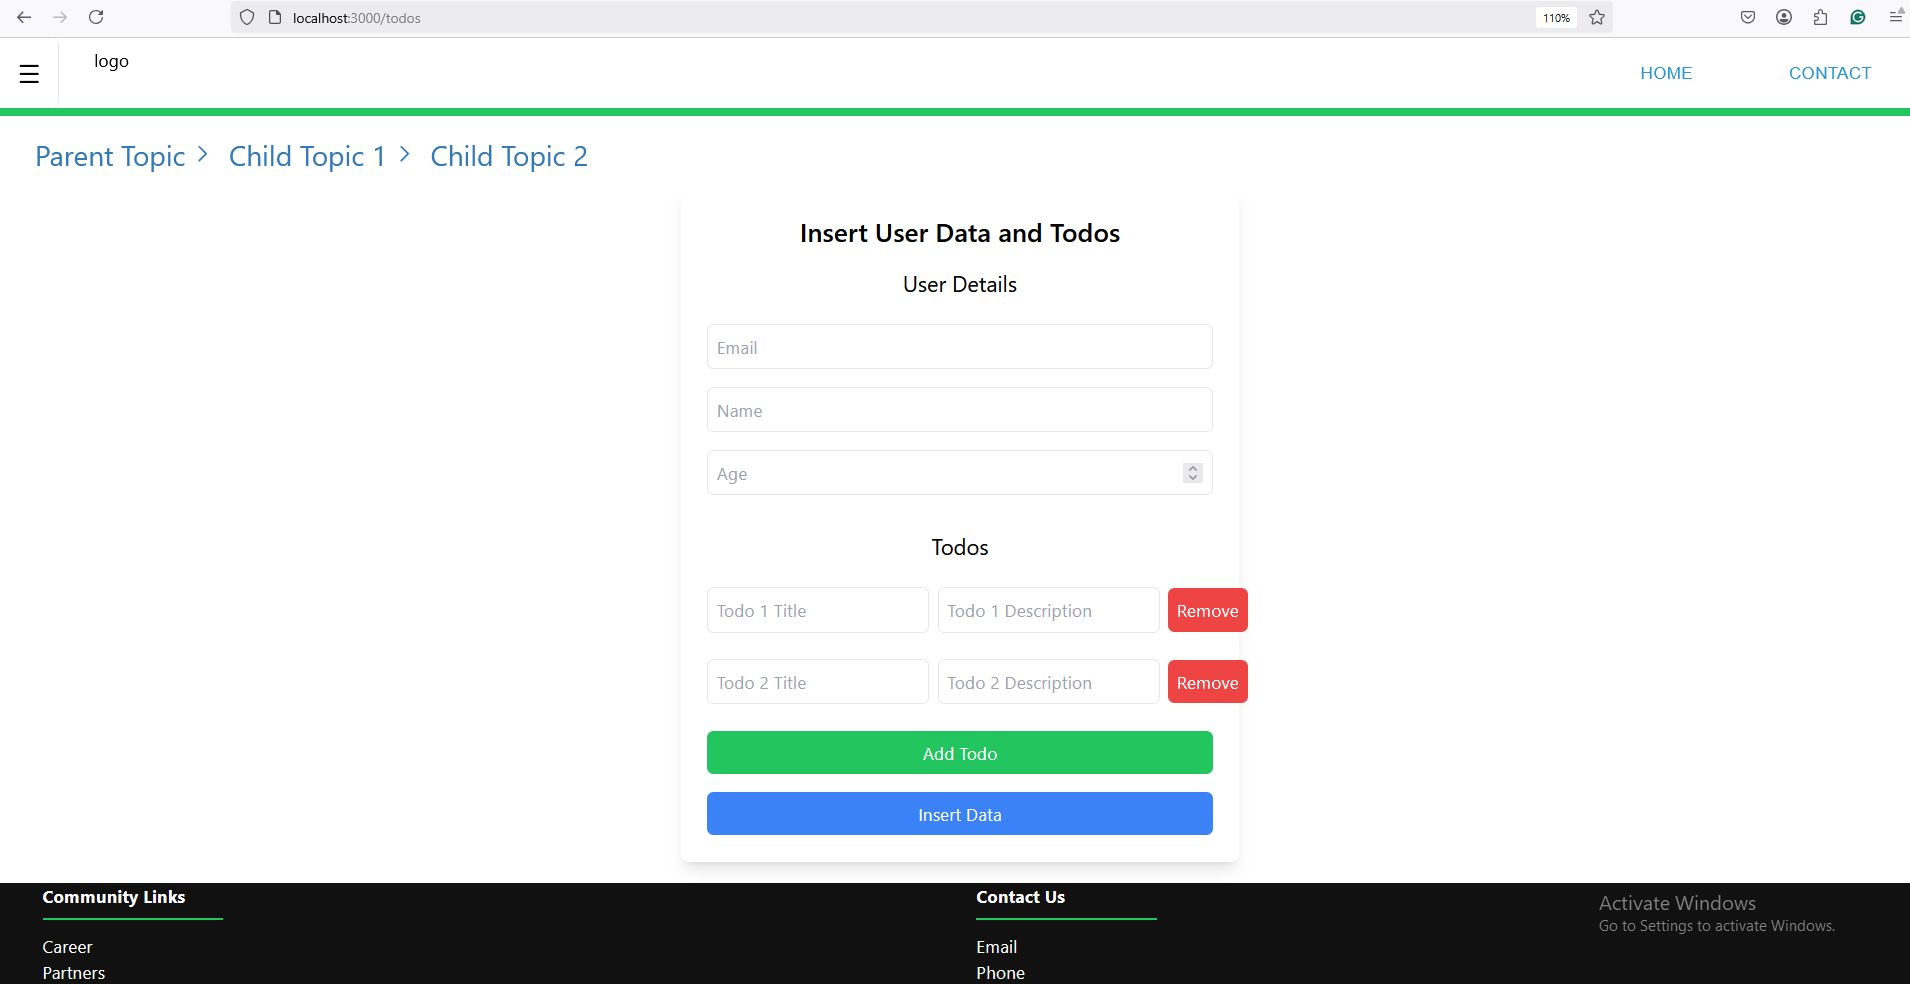 localhost:3000/todos
110%
☰
logo
HOME
CONTACT
Parent Topic > Child Topic 1 > Child Topic 2
Insert User Data and Todos
User Details
Email
Name
Age
Todos
Todo 1 Title Todo 1 Description Remove
Todo 2 Title Todo 2 Description Remove
Add Todo
Insert Data
Community Links
Career
Partners
Contact Us
Email
Phone
Activate Windows
Go to Settings to activate Windows.